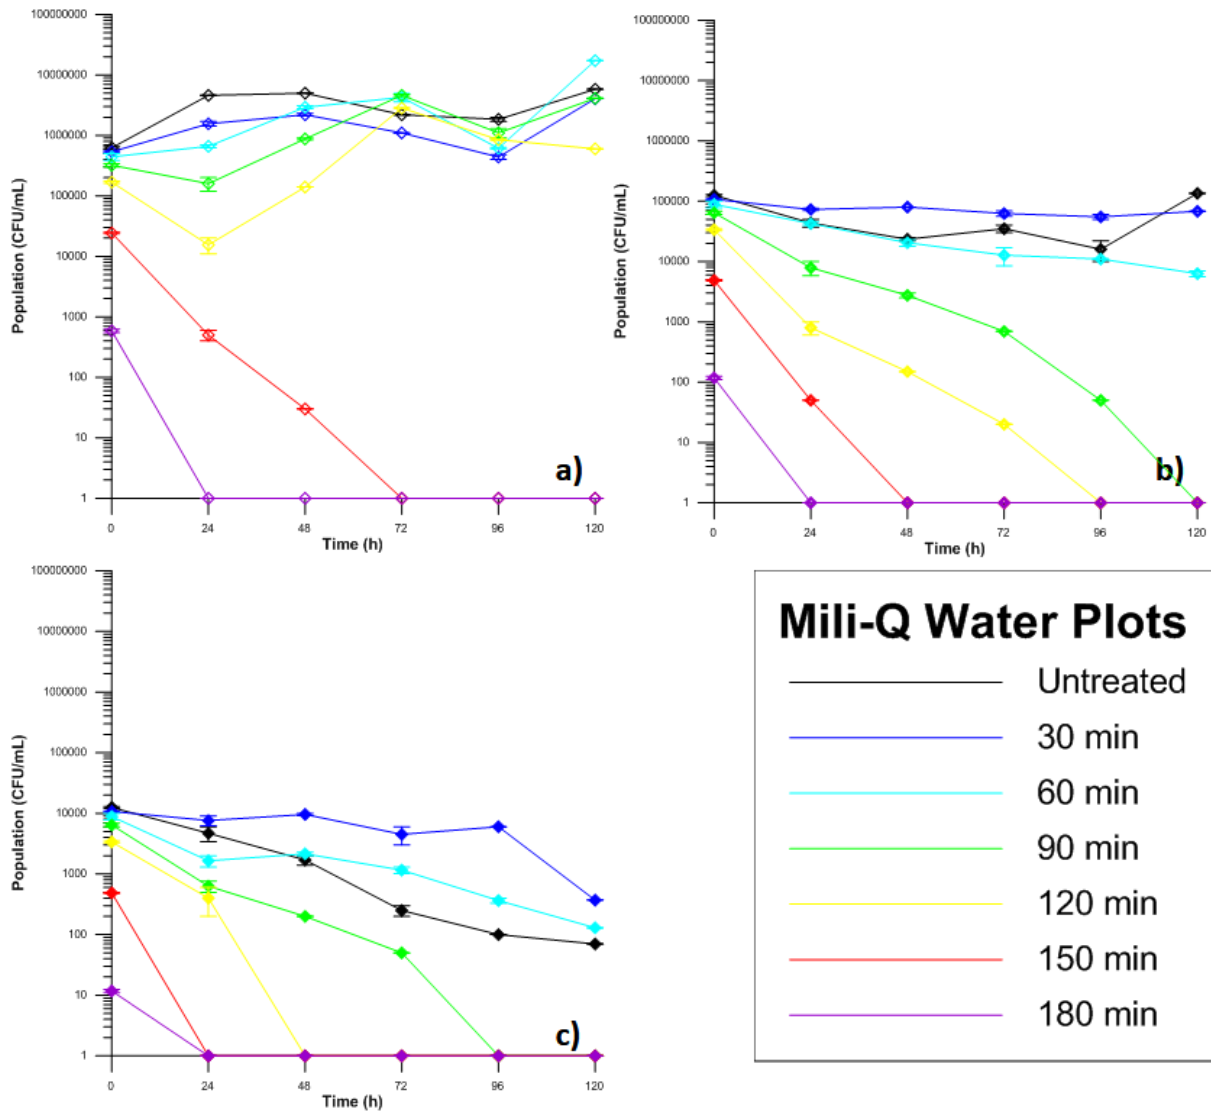 100000000
10000000
1000000
100000
10000
1000
100
10
1
Population (CFU/mL)
0 24 48 72 96 120
Time (h)
a)
100000000
10000000
1000000
100000
10000
1000
100
10
1
Population (CFU/mL)
0 24 48 72 96 120
Time (h)
b)
100000000
10000000
1000000
100000
10000
1000
100
10
1
Population (CFU/mL)
0 24 48 72 96 120
Time (h)
c)
Mili-Q Water Plots
Untreated
30 min
60 min
90 min
120 min
150 min
180 min